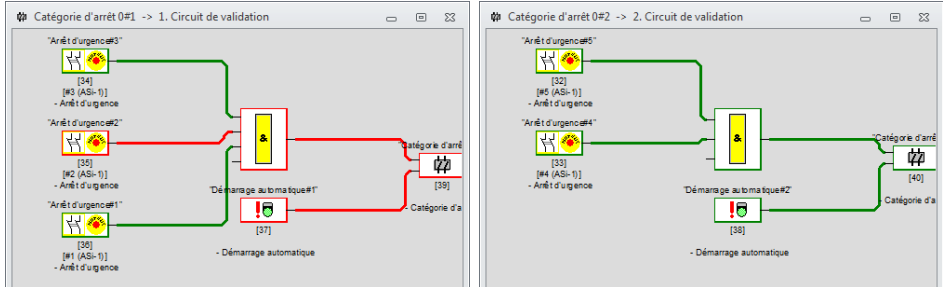 Catégorie d'arrêt 0#1 -> 1. Circuit de validation
"Arrêt d'urgence#3"
[34]
[#3 (ASi-1)]
- Arrêt d'urgence
"Arrêt d'urgence#2"
[35]
[#2 (ASi-1)]
- Arrêt d'urgence
"Arrêt d'urgence#1"
[36]
[#1 (ASi-1)]
- Arrêt d'urgence
&
"Démarrage automatique#1"
[37]
- Démarrage automatique
"Catégorie d'arrê
[39]
- Catégorie d'a
Catégorie d'arrêt 0#2 -> 2. Circuit de validation
"Arrêt d'urgence#5"
[32]
[#5 (ASi-1)]
- Arrêt d'urgence
"Arrêt d'urgence#4"
[33]
[#4 (ASi-1)]
- Arrêt d'urgence
&
"Démarrage automatique#2"
[38]
- Démarrage automatique
"Catégorie d'arrê
[40]
- Catégorie d'a